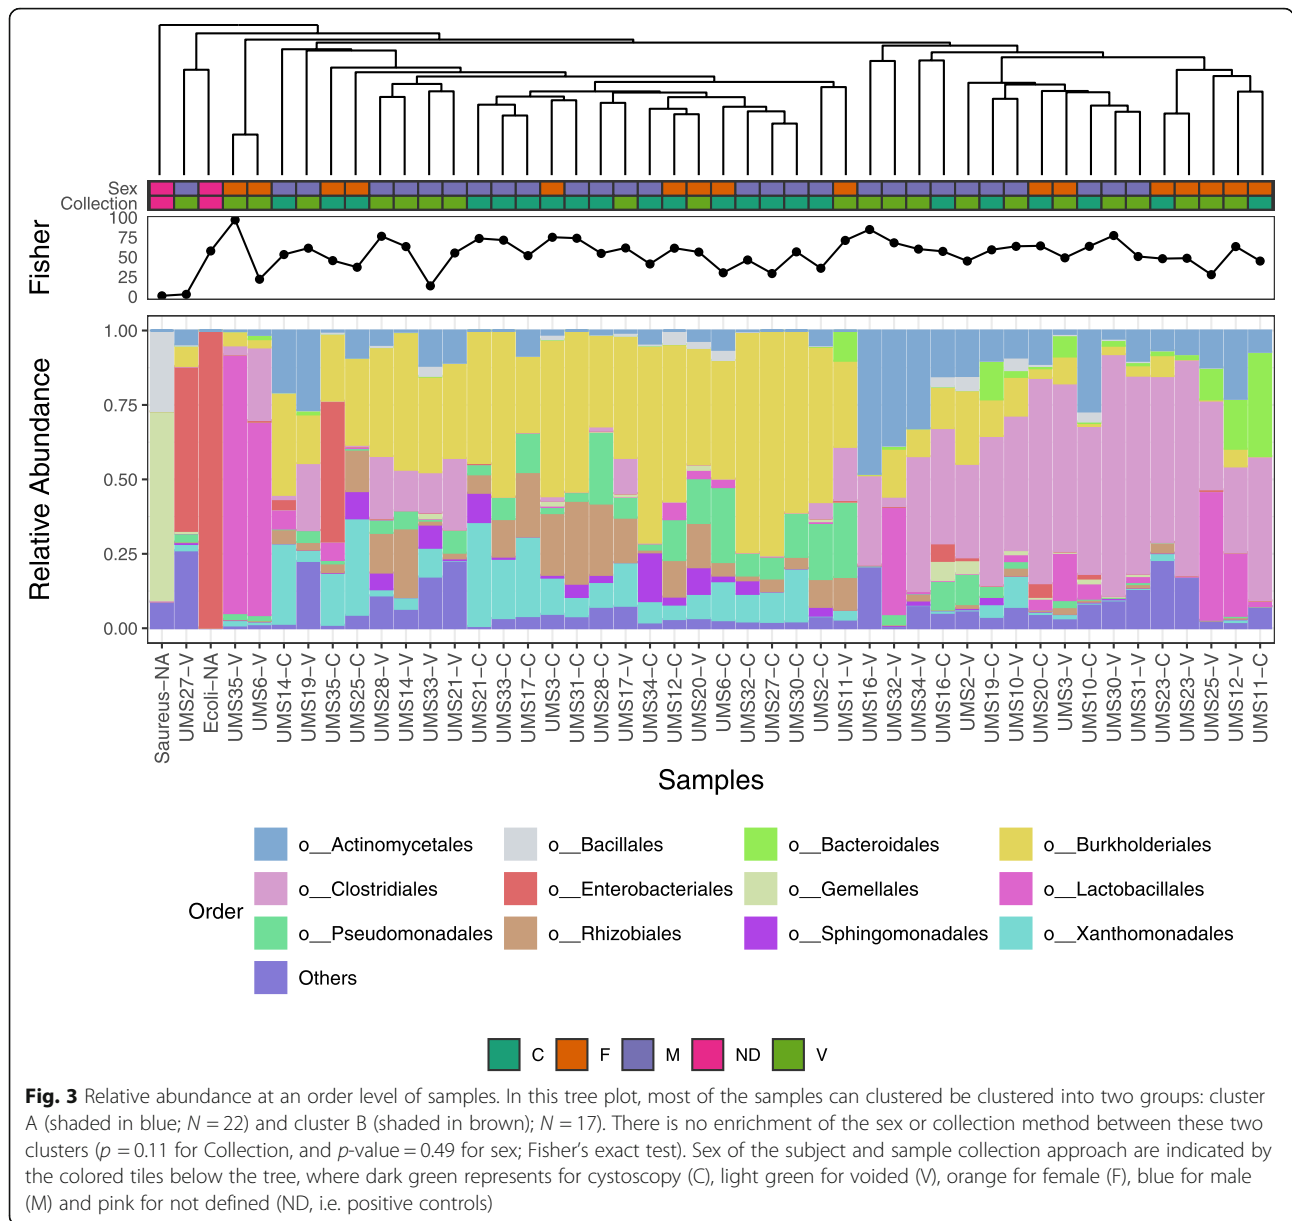 Sex
Collection
Fisher
100
75
50
25
0
Relative Abundance
1.00
0.75
0.50
0.25
0.00
Saureus−NA
UMS27−V
Ecoli−NA
UMS35−V
UMS6−V
UMS14−C
UMS19−V
UMS35−C
UMS25−C
UMS28−V
UMS14−V
UMS33−V
UMS21−V
UMS21−C
UMS33−C
UMS17−C
UMS3−C
UMS31−C
UMS28−C
UMS17−V
UMS34−C
UMS12−C
UMS20−V
UMS6−C
UMS32−C
UMS27−C
UMS30−C
UMS2−C
UMS11−V
UMS16−V
UMS32−V
UMS34−V
UMS16−C
UMS2−V
UMS19−C
UMS10−V
UMS20−C
UMS3−V
UMS10−C
UMS30−V
UMS31−V
UMS23−C
UMS23−V
UMS25−V
UMS12−V
UMS11−C
Samples
Order
o__Actinomycetales o__Bacillales o__Bacteroidales o__Burkholderiales
o__Clostridiales o__Enterobacteriales o__Gemellales o__Lactobacillales
o__Pseudomonadales o__Rhizobiales o__Sphingomonadales o__Xanthomonadales
Others
C F M ND V
Fig. 3 Relative abundance at an order level of samples. In this tree plot, most of the samples can clustered be clustered into two groups: cluster
A (shaded in blue; N = 22) and cluster B (shaded in brown); N = 17). There is no enrichment of the sex or collection method between these two
clusters (p = 0.11 for Collection, and p-value = 0.49 for sex; Fisher's exact test). Sex of the subject and sample collection approach are indicated by
the colored tiles below the tree, where dark green represents for cystoscopy (C), light green for voided (V), orange for female (F), blue for male
(M) and pink for not defined (ND, i.e. positive controls)